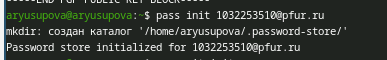 -----END PGP PUBLIC KEY BLOCK-----
aryusupova@aryusupova:~$ pass init 1032253510@pfur.ru
mkdir: создан каталог '/home/aryusupova/.password-store/'
Password store initialized for 1032253510@pfur.ru